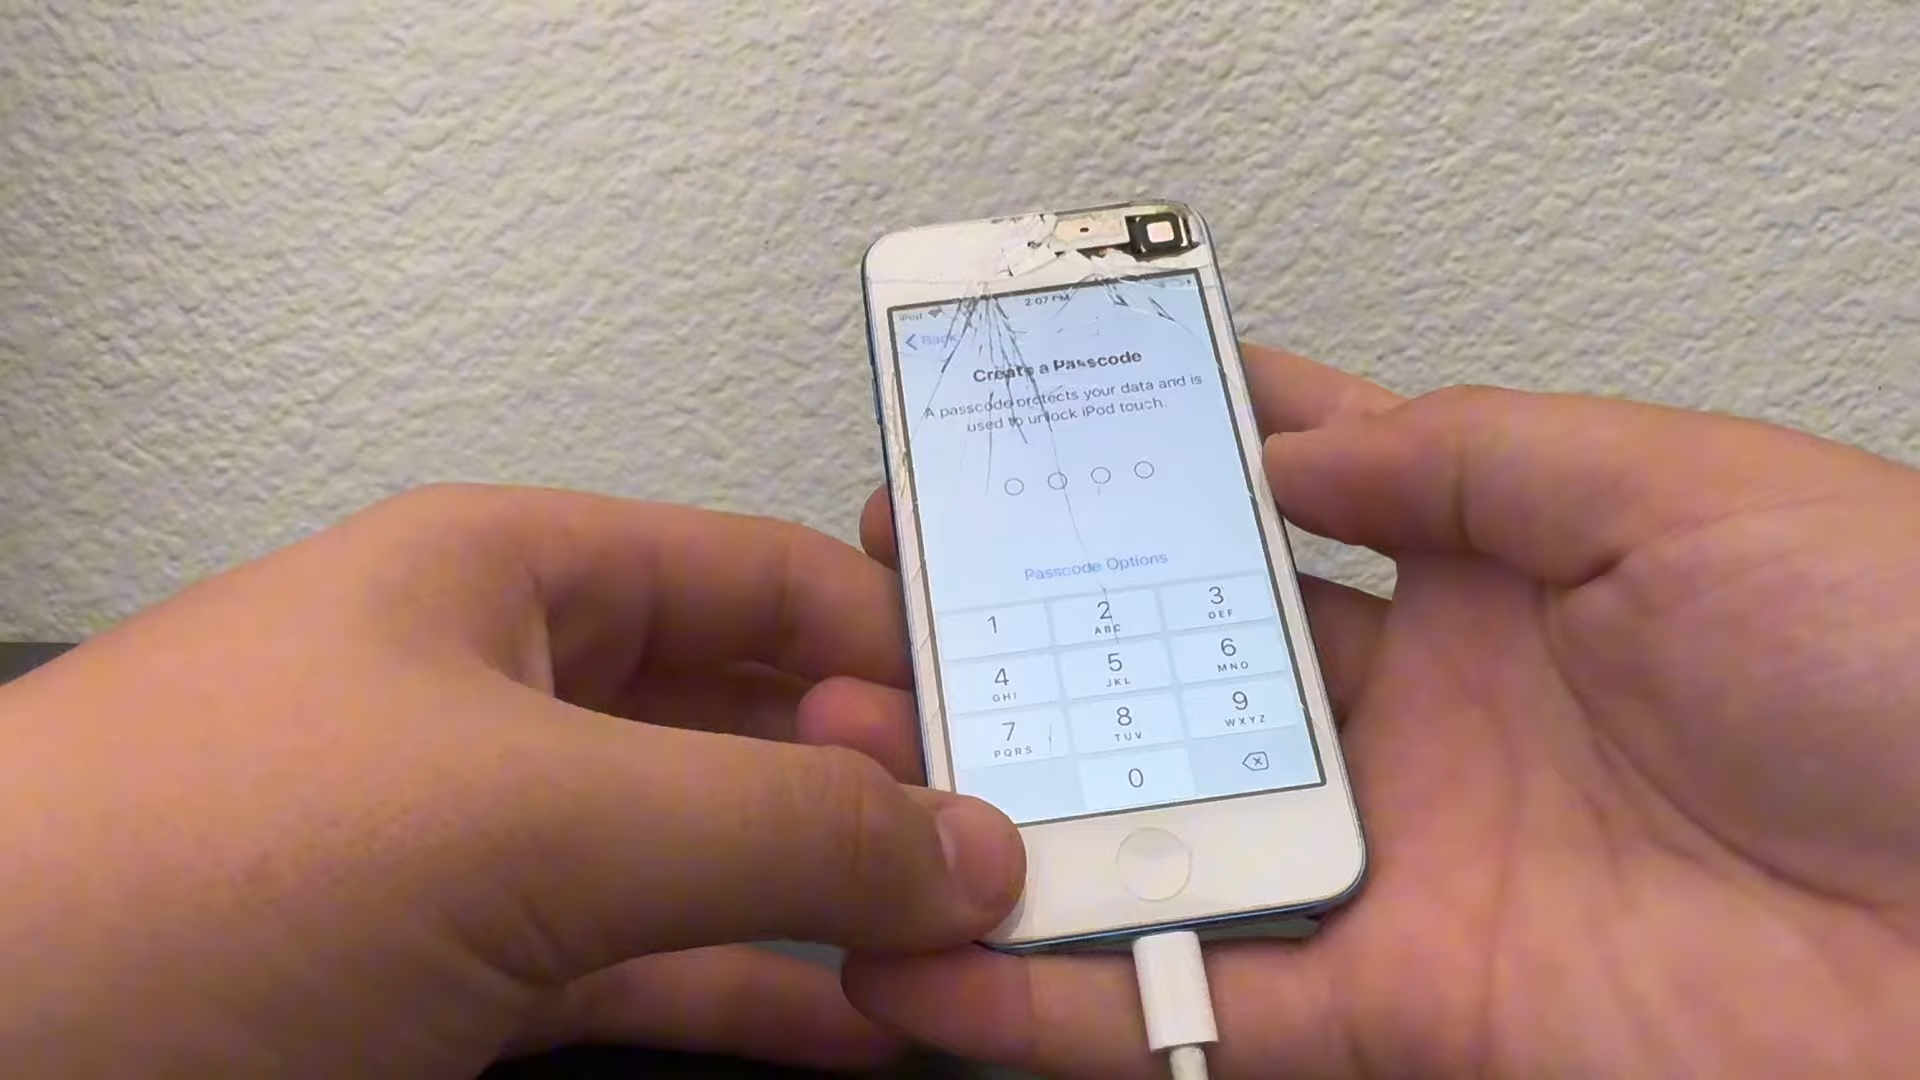 iPod 2:07 PM
Back
Create a Passcode
A passcode protects your data and is
used to unlock iPod touch.
Passcode Options
1 2 3
ABC DEF
4 5 6
GHI JKL MNO
7 8 9
PQRS TUV WXYZ
0